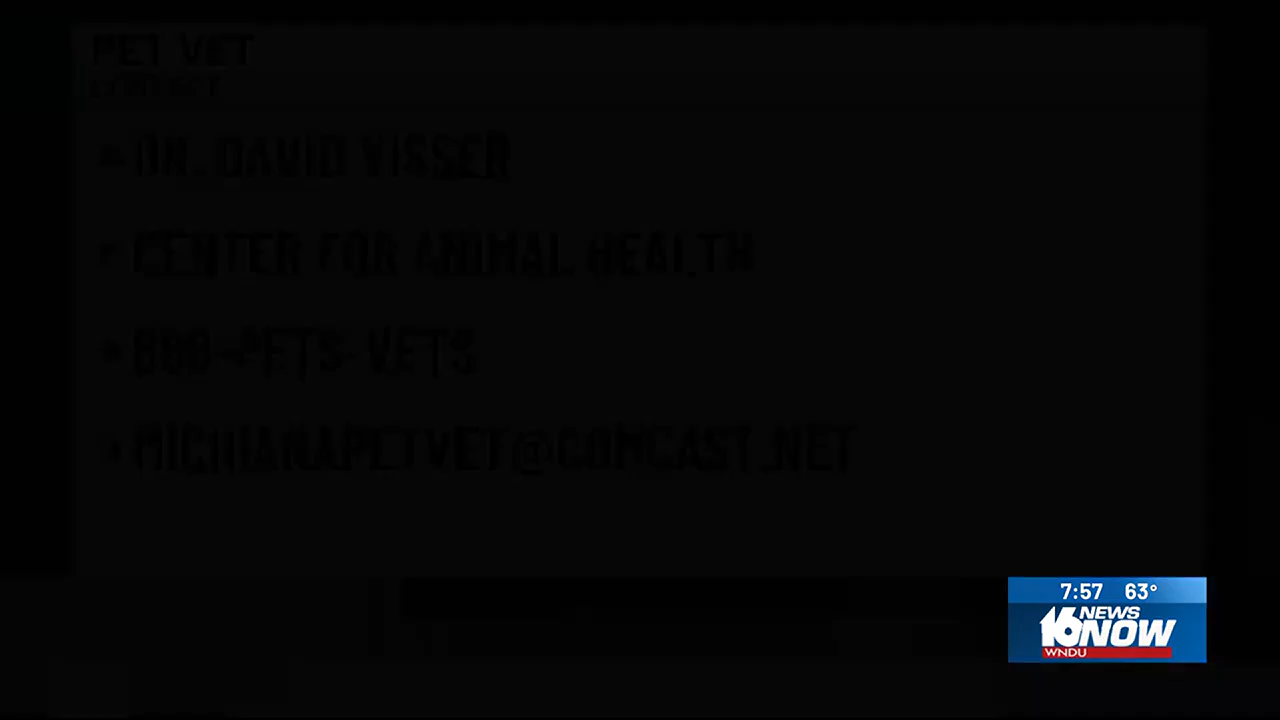 PET VET
CONTACT
• DR. DAVID VISSER
• CENTER FOR ANIMAL HEALTH
• 800-PETS-VETS
• MICHIANAPETVET@COMCAST.NET
7:57 63°
16 NEWS NOW
WNDU